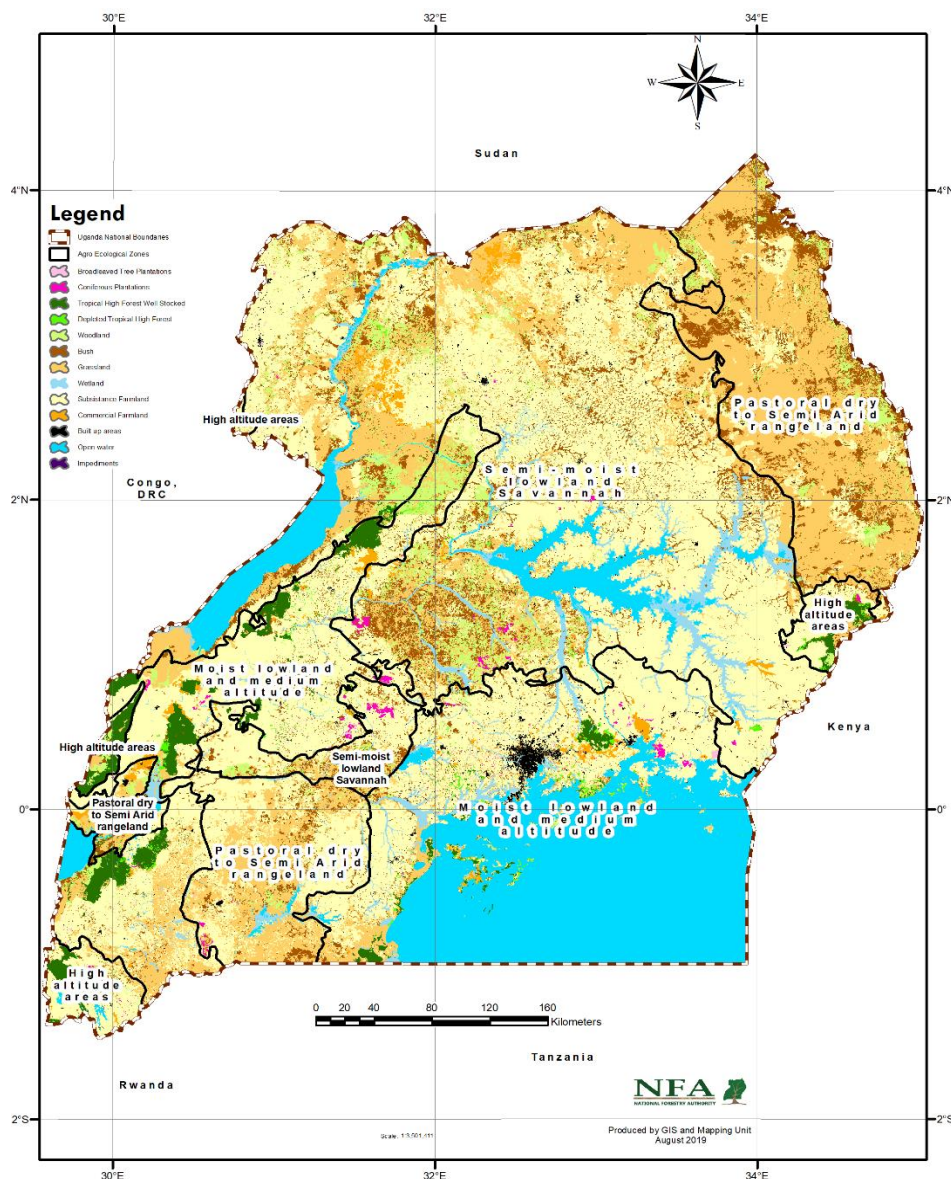 30°E
32°E
34°E
N
W
E
S
Sudan
4°N
4°N
Legend
Uganda National Boundaries
Agro Ecological Zones
Broadleaved Tree Plantations
Coniferous Plantations
Tropical High Forest Well Stocked
Depleted Tropical High Forest
Woodland
Bush
Grassland
Wetland
Subsistance Farmland
Commercial Farmland
Built up areas
Open water
Impediments
High altitude areas
Pastoral dry
to Semi Arid
rangeland
Congo,
DRC
Semi-moist
lowland
Savannah
2°N
2°N
High
altitude
areas
Moist lowland
and medium
altitude
Kenya
High altitude areas
Semi-moist
lowland
Savannah
Pastoral dry
to Semi Arid
rangeland
0°
0°
Moist lowland
and medium
altitude
Pastoral dry
to Semi Arid
rangeland
High
altitude
areas
0 20 40 80 120 160
Kilometers
Tanzania
Rwanda
NFA
NATIONAL FORESTRY AUTHORITY
Produced by GIS and Mapping Unit
August 2019
Scale: 1:3,501,411
2°S
2°S
30°E
32°E
34°E